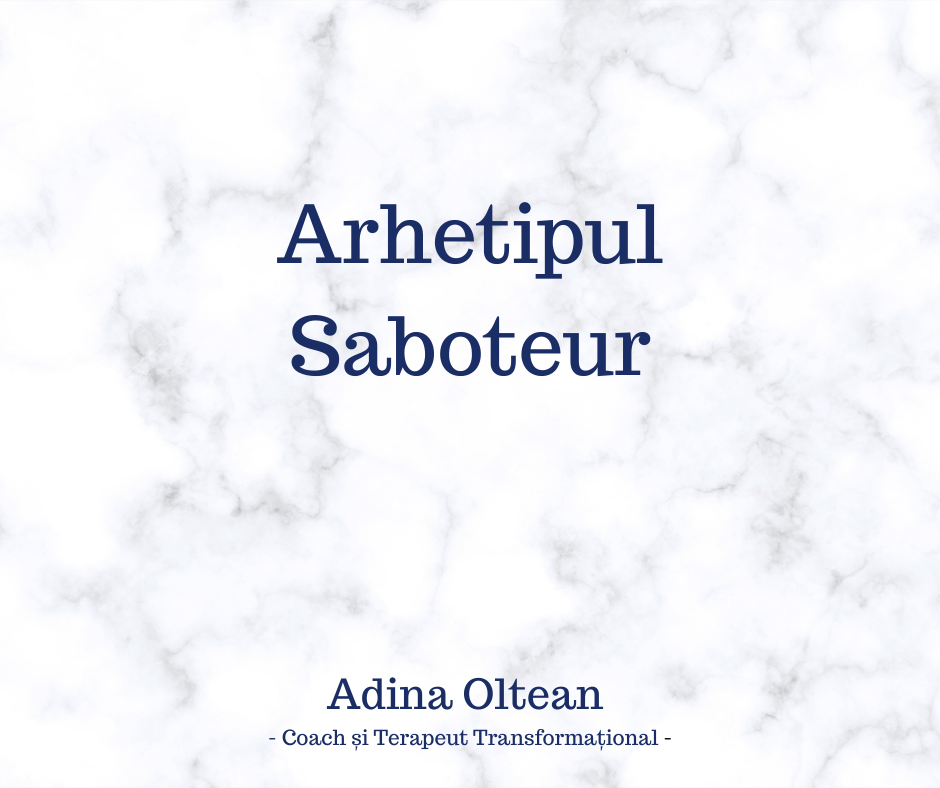 Arhetipul
Saboteur
Adina Oltean
- Coach și Terapeut Transformațional -